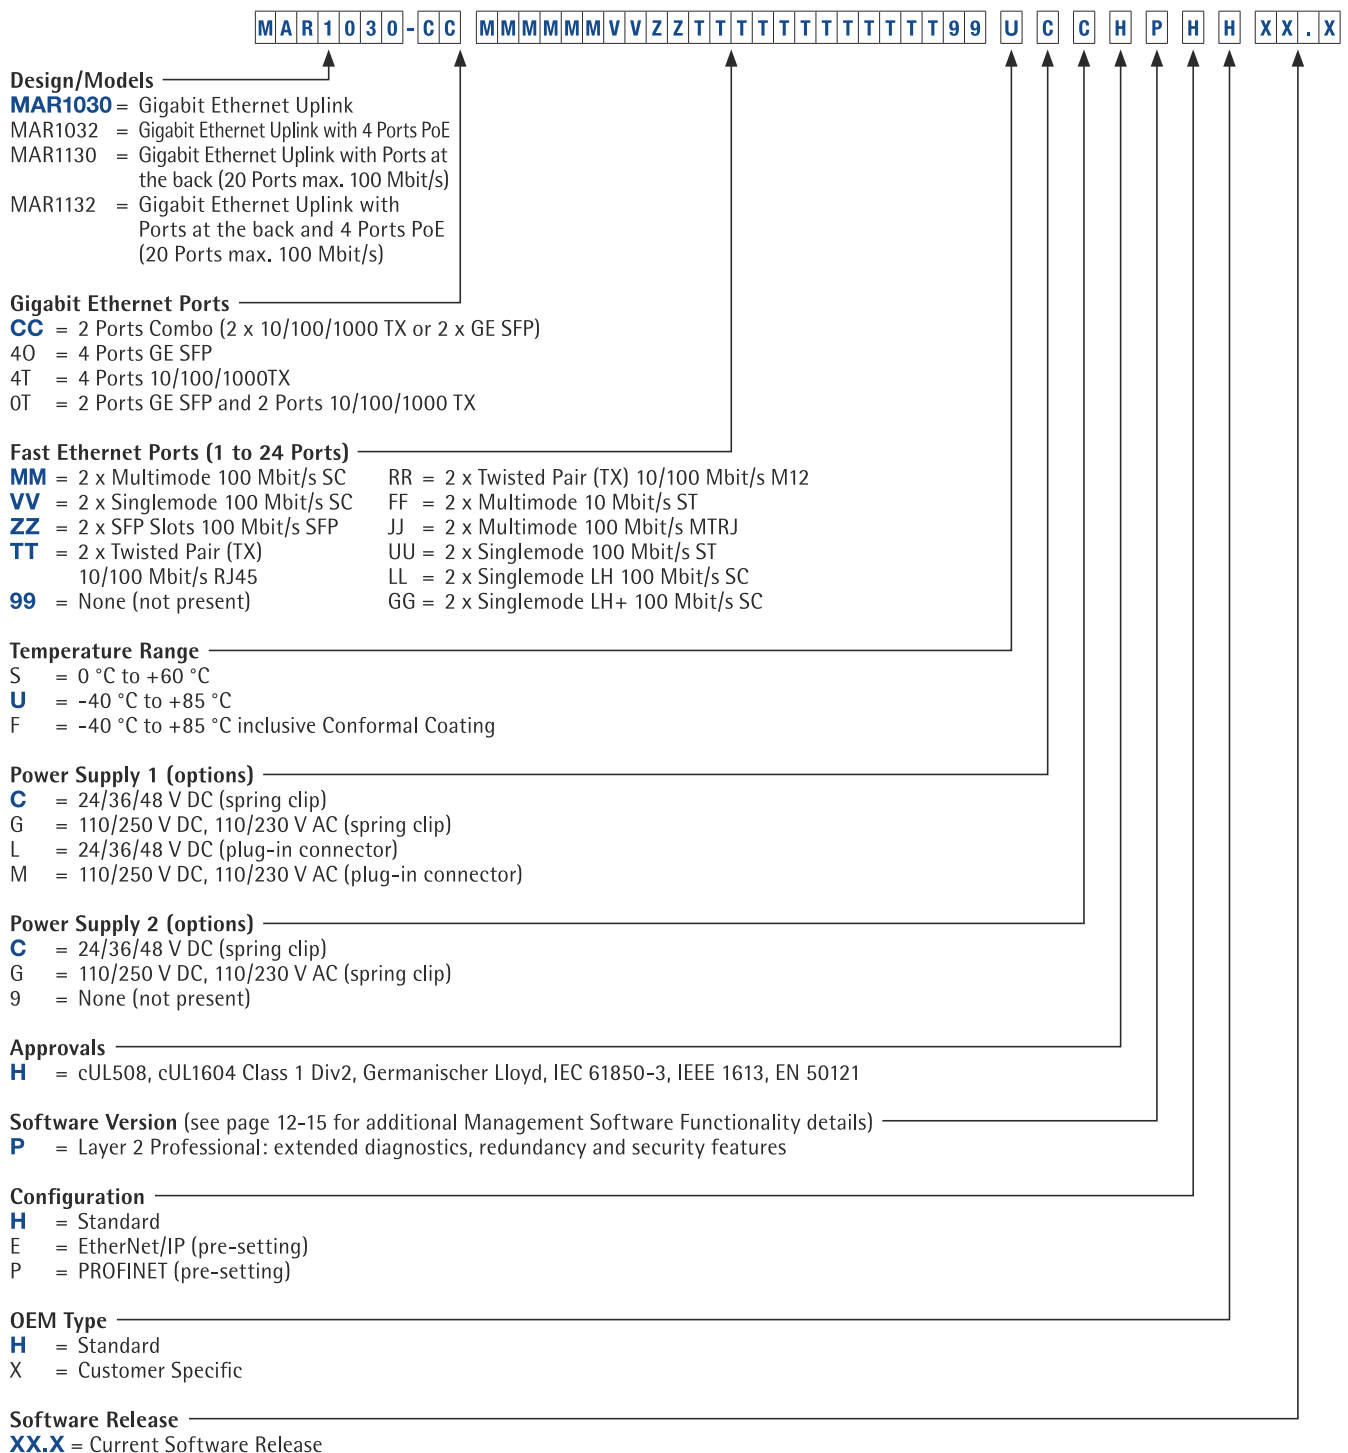 MAR1030-CC MMMMMMVVZZTTTTTTTTTTTT99 U C C H P H H XX.X
Design/Models
MAR1030 = Gigabit Ethernet Uplink
MAR1032 = Gigabit Ethernet Uplink with 4 Ports PoE
MAR1130 = Gigabit Ethernet Uplink with Ports at
the back (20 Ports max. 100 Mbit/s)
MAR1132 = Gigabit Ethernet Uplink with
Ports at the back and 4 Ports PoE
(20 Ports max. 100 Mbit/s)
Gigabit Ethernet Ports
CC = 2 Ports Combo (2 x 10/100/1000 TX or 2 x GE SFP)
4O = 4 Ports GE SFP
4T = 4 Ports 10/100/1000TX
0T = 2 Ports GE SFP and 2 Ports 10/100/1000 TX
Fast Ethernet Ports (1 to 24 Ports)
MM = 2 x Multimode 100 Mbit/s SC
VV = 2 x Singlemode 100 Mbit/s SC
ZZ = 2 x SFP Slots 100 Mbit/s SFP
TT = 2 x Twisted Pair (TX)
10/100 Mbit/s RJ45
99 = None (not present)
RR = 2 x Twisted Pair (TX) 10/100 Mbit/s M12
FF = 2 x Multimode 10 Mbit/s ST
JJ = 2 x Multimode 100 Mbit/s MTRJ
UU = 2 x Singlemode 100 Mbit/s ST
LL = 2 x Singlemode LH 100 Mbit/s SC
GG = 2 x Singlemode LH+ 100 Mbit/s SC
Temperature Range
S = 0 °C to +60 °C
U = -40 °C to +85 °C
F = -40 °C to +85 °C inclusive Conformal Coating
Power Supply 1 (options)
C = 24/36/48 V DC (spring clip)
G = 110/250 V DC, 110/230 V AC (spring clip)
L = 24/36/48 V DC (plug-in connector)
M = 110/250 V DC, 110/230 V AC (plug-in connector)
Power Supply 2 (options)
C = 24/36/48 V DC (spring clip)
G = 110/250 V DC, 110/230 V AC (spring clip)
9 = None (not present)
Approvals
H = cUL508, cUL1604 Class 1 Div2, Germanischer Lloyd, IEC 61850-3, IEEE 1613, EN 50121
Software Version (see page 12-15 for additional Management Software Functionality details)
P = Layer 2 Professional: extended diagnostics, redundancy and security features
Configuration
H = Standard
E = EtherNet/IP (pre-setting)
P = PROFINET (pre-setting)
OEM Type
H = Standard
X = Customer Specific
Software Release
XX.X = Current Software Release